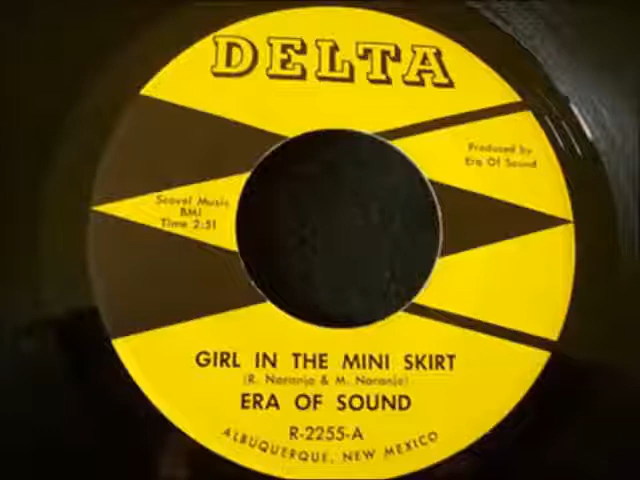 DELTA
Produced by
Era Of Sound
Scavel Music
BMI
Time 2:51
GIRL IN THE MINI SKIRT
(R. Naranjo & M. Naranjo)
ERA OF SOUND
R-2255-A
ALBUQUERQUE, NEW MEXICO